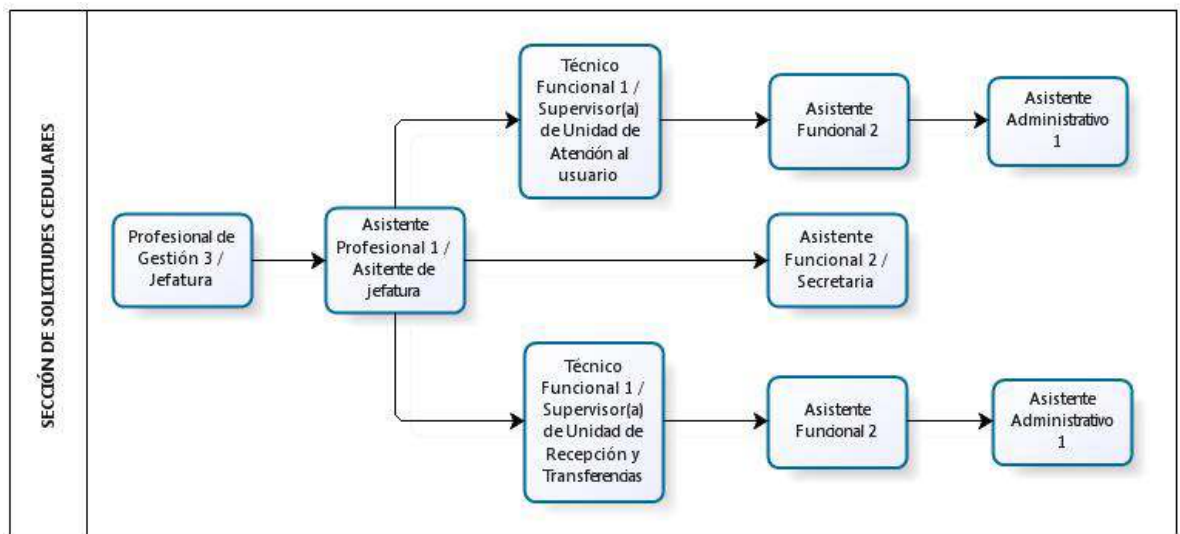 SECCIÓN DE SOLICITUDES CEDULARES
Profesional de
Gestión 3 /
Jefatura
Asistente
Profesional 1 /
Asitente de
jefatura
Técnico
Funcional 1 /
Supervisor(a)
de Unidad de
Atención al
usuario
Asistente
Funcional 2
Asistente
Administrativo
1
Asistente
Funcional 2 /
Secretaria
Técnico
Funcional 1 /
Supervisor(a)
de Unidad de
Recepción y
Transferencias
Asistente
Funcional 2
Asistente
Administrativo
1